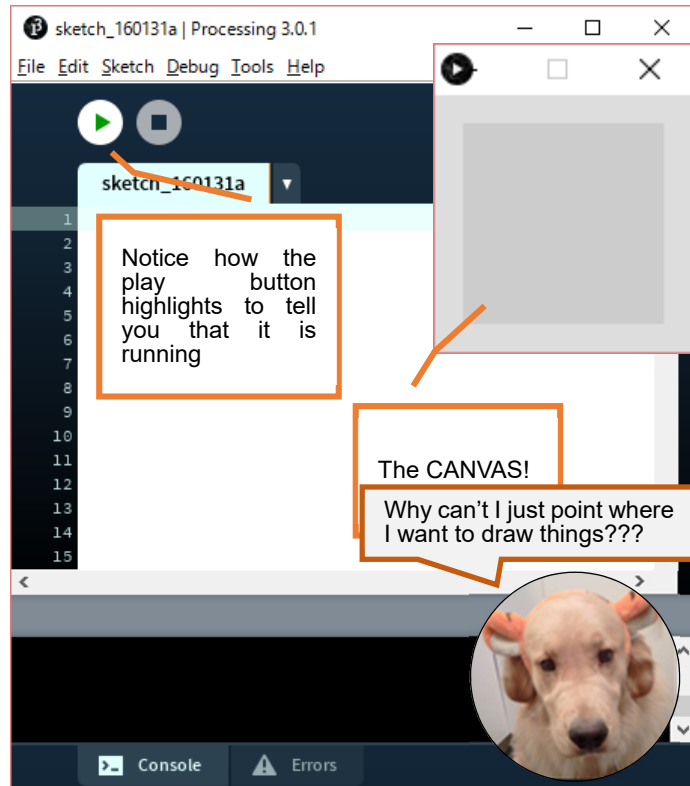 sketch_160131a | Processing 3.0.1
File Edit Sketch Debug Tools Help
sketch_160131a
1
2
3
4
5
6
7
8
9
10
11
12
13
14
15
Notice how the
play button
highlights to tell
you that it is
running
The CANVAS!
Why can't I just point where
I want to draw things???
Console
Errors